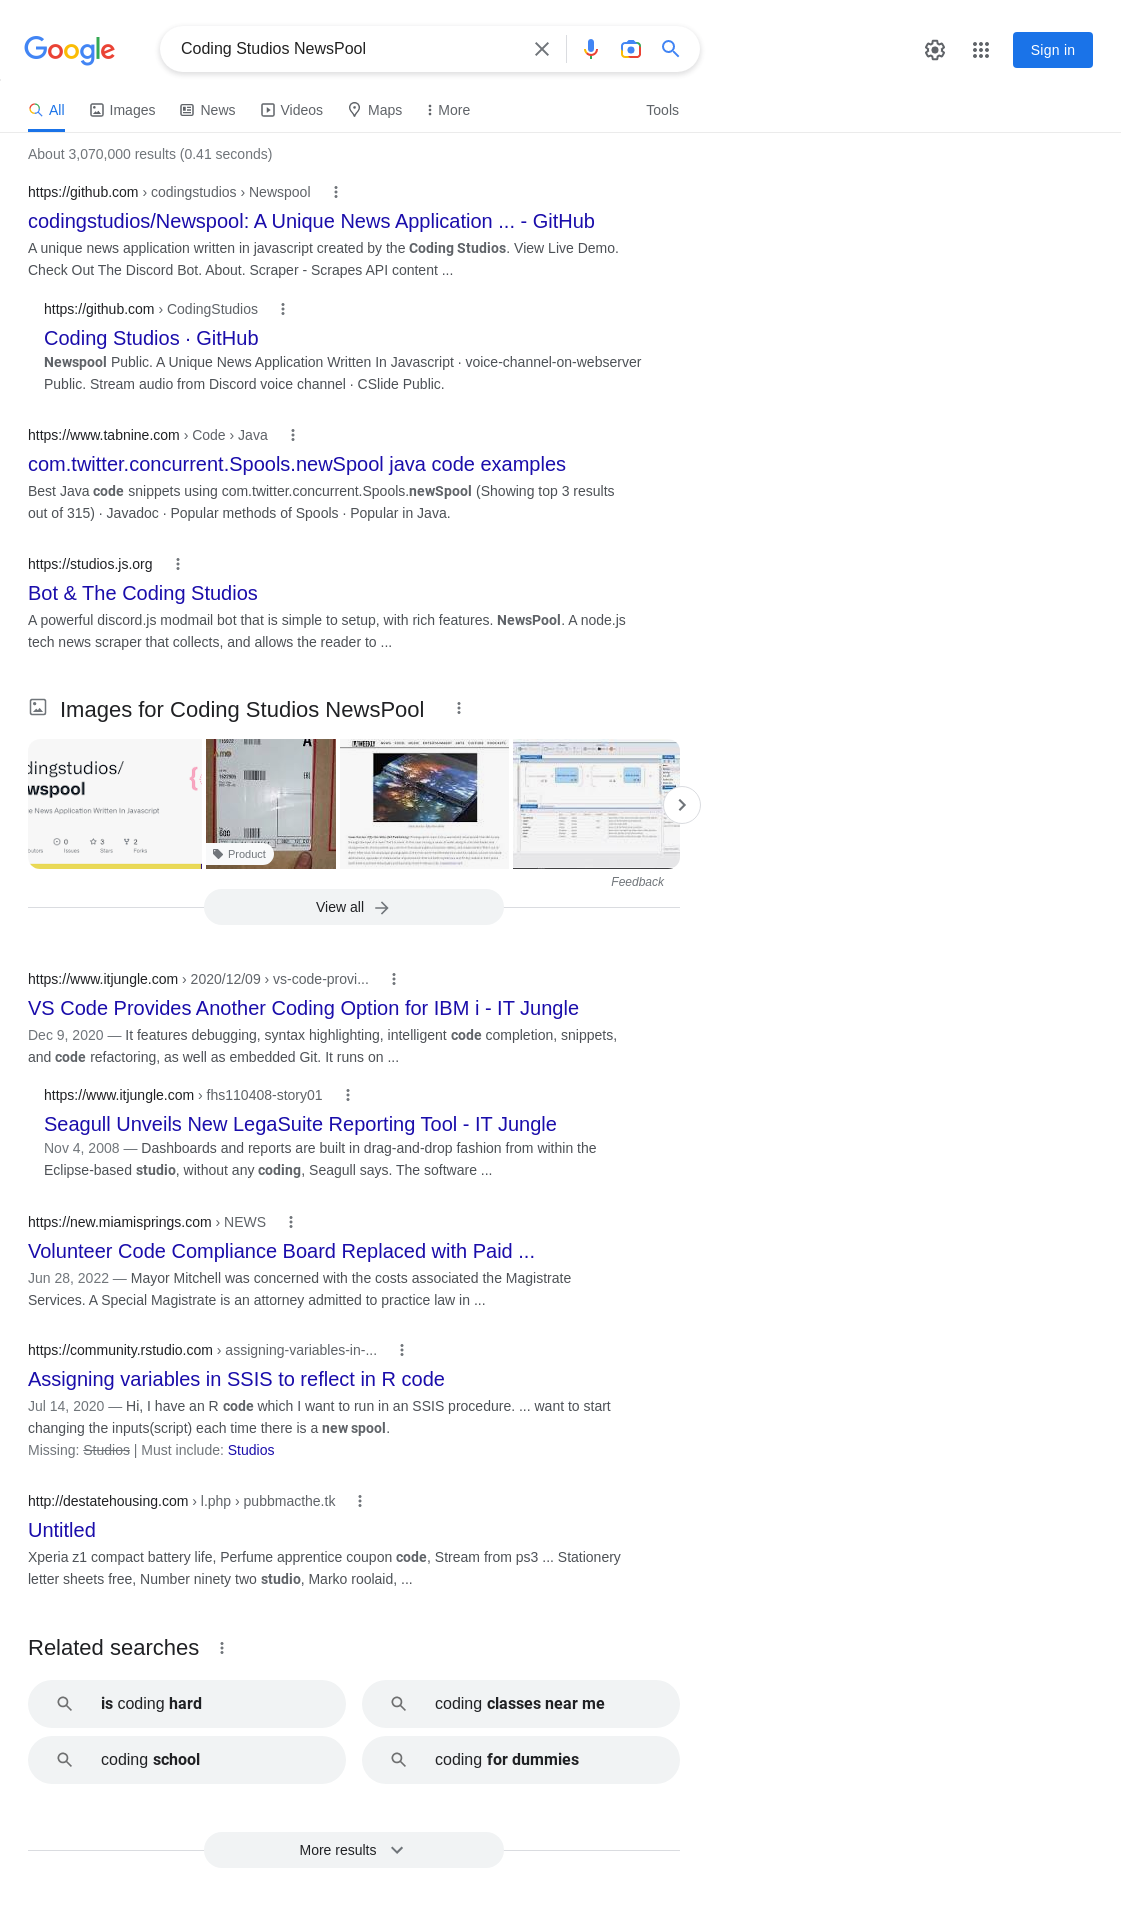 Google
Coding Studios NewsPool
Sign in
All
Images
News
Videos
Maps
More
Tools
About 3,070,000 results (0.41 seconds)
https://github.com › codingstudios › Newspool
codingstudios/Newspool: A Unique News Application ... - GitHub
A unique news application written in javascript created by the Coding Studios. View Live Demo.
Check Out The Discord Bot. About. Scraper - Scrapes API content ...
https://github.com › CodingStudios
Coding Studios · GitHub
Newspool Public. A Unique News Application Written In Javascript · voice-channel-on-webserver
Public. Stream audio from Discord voice channel · CSlide Public.
https://www.tabnine.com › Code › Java
com.twitter.concurrent.Spools.newSpool java code examples
Best Java code snippets using com.twitter.concurrent.Spools.newSpool (Showing top 3 results
out of 315) · Javadoc · Popular methods of Spools · Popular in Java.
https://studios.js.org
Bot & The Coding Studios
A powerful discord.js modmail bot that is simple to setup, with rich features. NewsPool. A node.js
tech news scraper that collects, and allows the reader to ...
Images for Coding Studios NewsPool
dingstudios/
wspool
e News Application Written In Javascript
0
3
2
utors
Issues
Stars
Forks
Product
Feedback
View all
https://www.itjungle.com › 2020/12/09 › vs-code-provi...
VS Code Provides Another Coding Option for IBM i - IT Jungle
Dec 9, 2020 — It features debugging, syntax highlighting, intelligent code completion, snippets,
and code refactoring, as well as embedded Git. It runs on ...
https://www.itjungle.com › fhs110408-story01
Seagull Unveils New LegaSuite Reporting Tool - IT Jungle
Nov 4, 2008 — Dashboards and reports are built in drag-and-drop fashion from within the
Eclipse-based studio, without any coding, Seagull says. The software ...
https://new.miamisprings.com › NEWS
Volunteer Code Compliance Board Replaced with Paid ...
Jun 28, 2022 — Mayor Mitchell was concerned with the costs associated the Magistrate
Services. A Special Magistrate is an attorney admitted to practice law in ...
https://community.rstudio.com › assigning-variables-in-...
Assigning variables in SSIS to reflect in R code
Jul 14, 2020 — Hi, I have an R code which I want to run in an SSIS procedure. ... want to start
changing the inputs(script) each time there is a new spool.
Missing: Studios | Must include: Studios
http://destatehousing.com › l.php › pubbmacthe.tk
Untitled
Xperia z1 compact battery life, Perfume apprentice coupon code, Stream from ps3 ... Stationery
letter sheets free, Number ninety two studio, Marko roolaid, ...
Related searches
is coding hard
coding classes near me
coding school
coding for dummies
More results